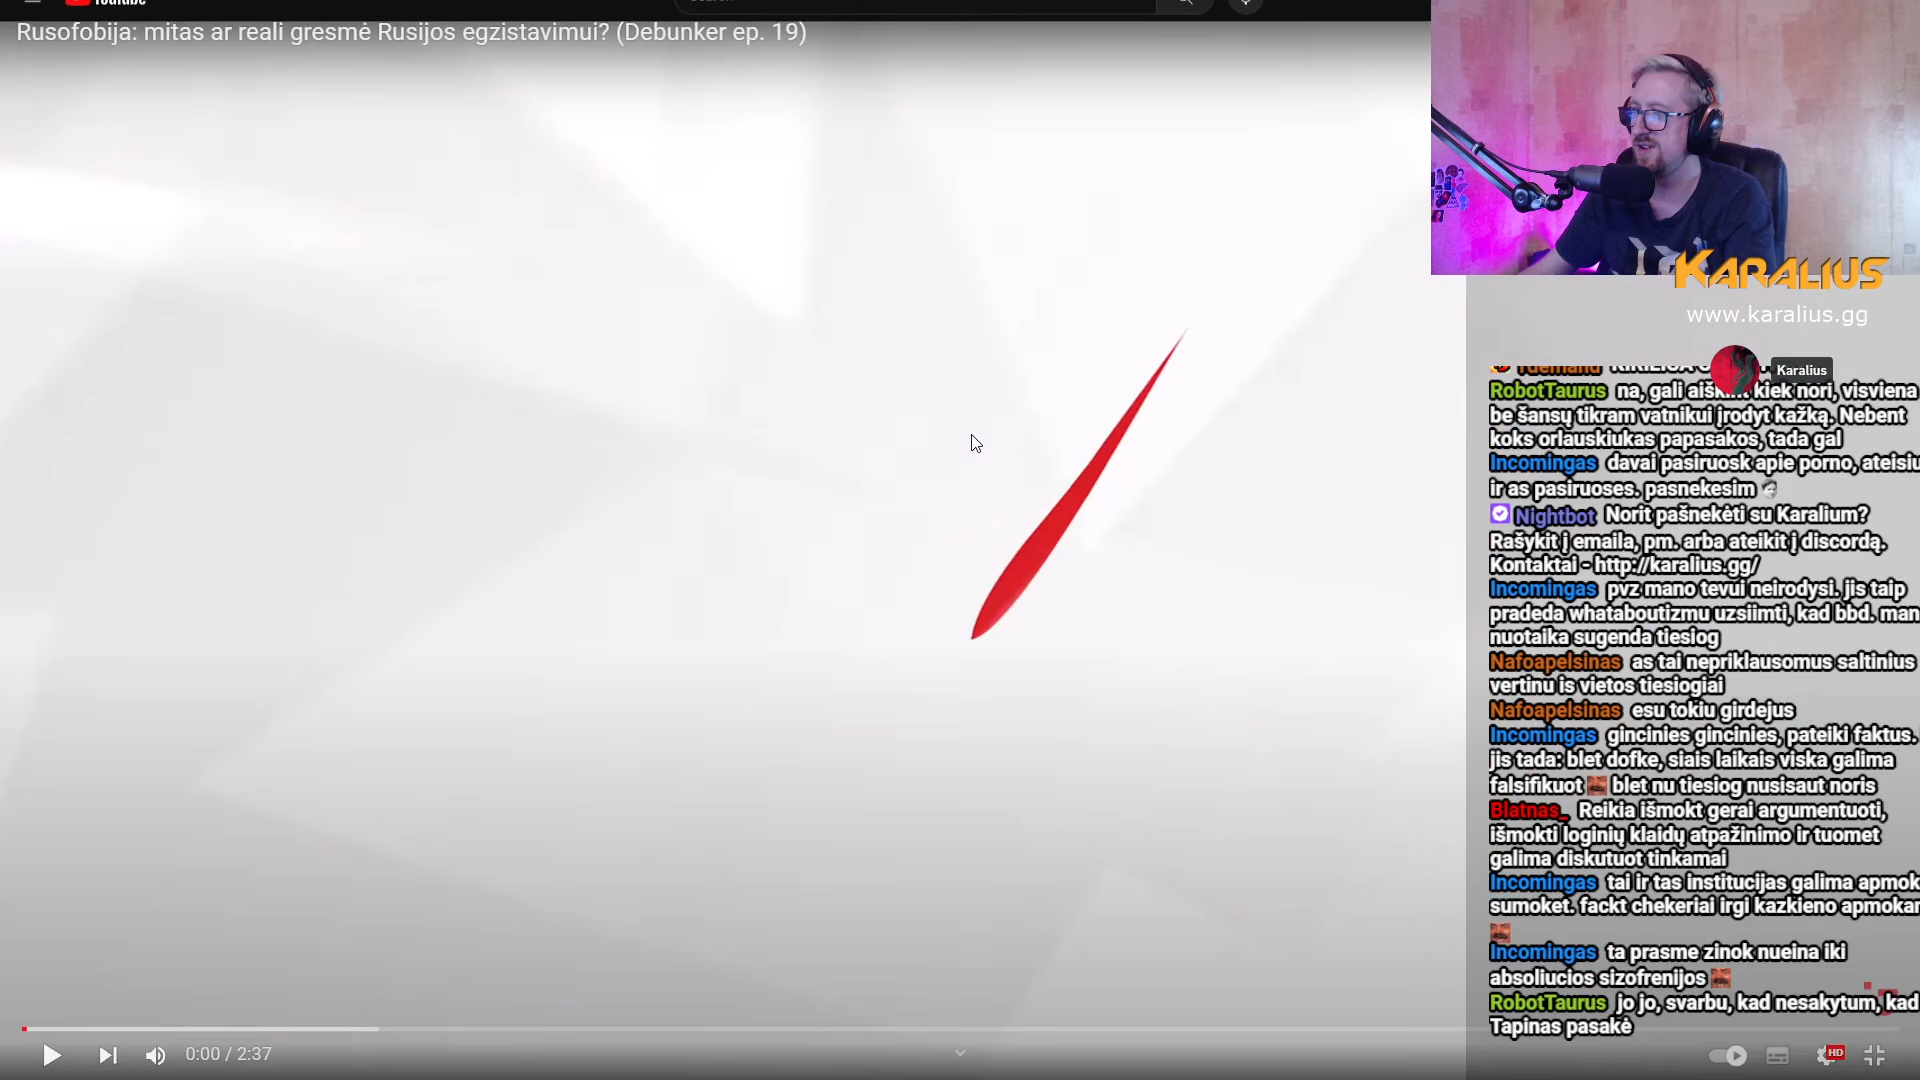 YouTube
Search
Rusofobija: mitas ar reali gresmė Rusijos egzistavimui? (Debunker ep. 19)
KARALIUS
www.karalius.gg
Karalius
RobotTaurus na, gali kiek nori, visviena
be šansų tikram vatnikui įrodyt kažką. Nebent
koks orlauskiukas papasakos, tada gal
Incomingas davai pasiruosk apie porno, ateisiu
ir as pasiruoses. pasnekesim
Nightbot Norit pašnekėti su Karalium?
Rašykit į emaila, pm. arba ateikit į discordą.
Kontaktai - http://karalius.gg/
Incomingas pvz mano tevui neirodysi. jis taip
pradeda whataboutizmu uzsiimti, kad bbd. man
nuotaika sugenda tiesiog
Nafoapelsinas as tai nepriklausomus saltinius
vertinu is vietos tiesiogiai
Nafoapelsinas esu tokiu girdejus
Incomingas gincinies gincinies, pateiki faktus.
jis tada: blet dofke, siais laikais viska galima
falsifikuot blet nu tiesiog nusisaut noris
Blatnas_ Reikia išmokt gerai argumentuoti,
išmokti loginių klaidų atpažinimo ir tuomet
galima diskutuot tinkamai
Incomingas tai ir tas institucijas galima apmok
sumoket. fackt chekeriai irgi kazkieno apmokar
Incomingas ta prasme zinok nueina iki
absoliucios sizofrenijos
RobotTaurus jo jo, svarbu, kad nesakytum, kad
Tapinas pasakė
0:00 / 2:37
HD